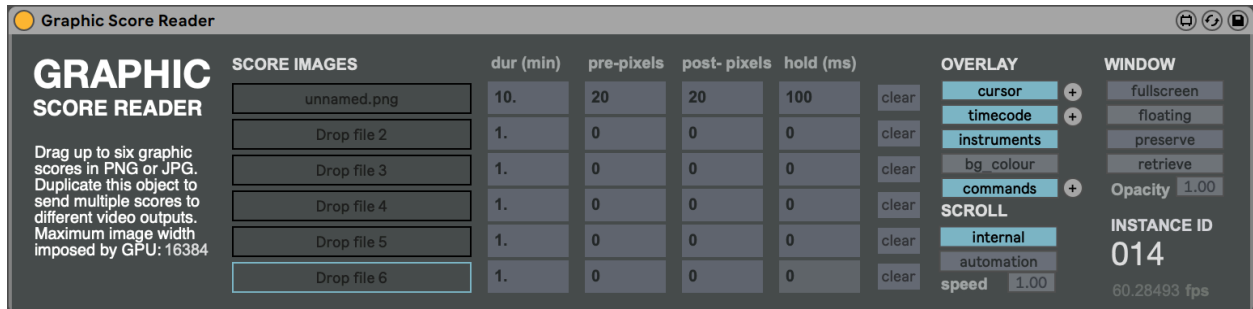 Graphic Score Reader
GRAPHIC
SCORE READER
Drag up to six graphic
scores in PNG or JPG.
Duplicate this object to
send multiple scores to
different video outputs.
Maximum image width
imposed by GPU: 16384
SCORE IMAGES dur (min) pre-pixels post- pixels hold (ms)
unnamed.png 10. 20 20 100 clear
Drop file 2 1. 0 0 0 clear
Drop file 3 1. 0 0 0 clear
Drop file 4 1. 0 0 0 clear
Drop file 5 1. 0 0 0 clear
Drop file 6 1. 0 0 0 clear
OVERLAY
cursor +
timecode +
instruments
bg_colour
commands +
SCROLL
internal
automation
speed 1.00
WINDOW
fullscreen
floating
preserve
retrieve
Opacity 1.00
INSTANCE ID
014
60.28493 fps